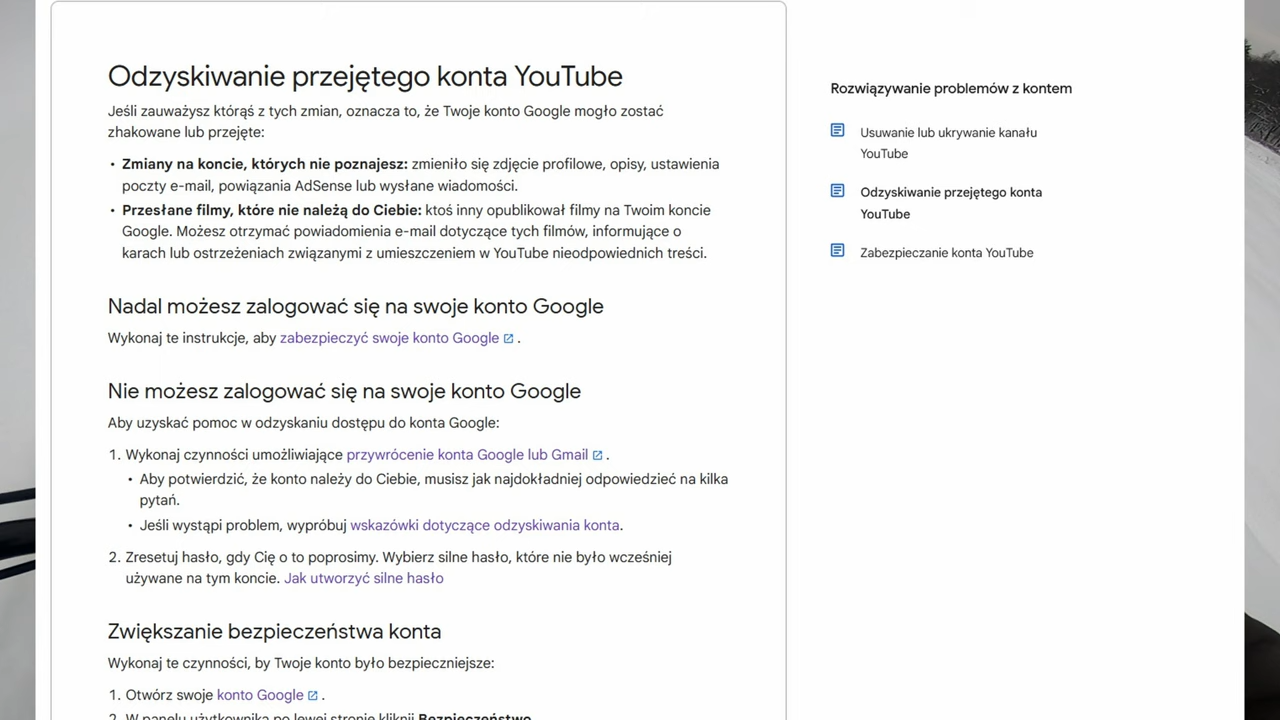 Odzyskiwanie przejętego konta YouTube
Jeśli zauważysz którąś z tych zmian, oznacza to, że Twoje konto Google mogło zostać
zhakowane lub przejęte:
• Zmiany na koncie, których nie poznajesz: zmieniło się zdjęcie profilowe, opisy, ustawienia
poczty e-mail, powiązania AdSense lub wysłane wiadomości.
• Przesłane filmy, które nie należą do Ciebie: ktoś inny opublikował filmy na Twoim koncie
Google. Możesz otrzymać powiadomienia e-mail dotyczące tych filmów, informujące o
karach lub ostrzeżeniach związanymi z umieszczeniem w YouTube nieodpowiednich treści.
Nadal możesz zalogować się na swoje konto Google
Wykonaj te instrukcje, aby zabezpieczyć swoje konto Google .
Nie możesz zalogować się na swoje konto Google
Aby uzyskać pomoc w odzyskaniu dostępu do konta Google:
1. Wykonaj czynności umożliwiające przywrócenie konta Google lub Gmail .
• Aby potwierdzić, że konto należy do Ciebie, musisz jak najdokładniej odpowiedzieć na kilka
pytań.
• Jeśli wystąpi problem, wypróbuj wskazówki dotyczące odzyskiwania konta.
2. Zresetuj hasło, gdy Cię o to poprosimy. Wybierz silne hasło, które nie było wcześniej
używane na tym koncie. Jak utworzyć silne hasło
Zwiększanie bezpieczeństwa konta
Wykonaj te czynności, by Twoje konto było bezpieczniejsze:
1. Otwórz swoje konto Google .
2. W panelu użytkownika po lewej stronie kliknij Bezpieczeństwo
Rozwiązywanie problemów z kontem
Usuwanie lub ukrywanie kanału
YouTube
Odzyskiwanie przejętego konta
YouTube
Zabezpieczanie konta YouTube